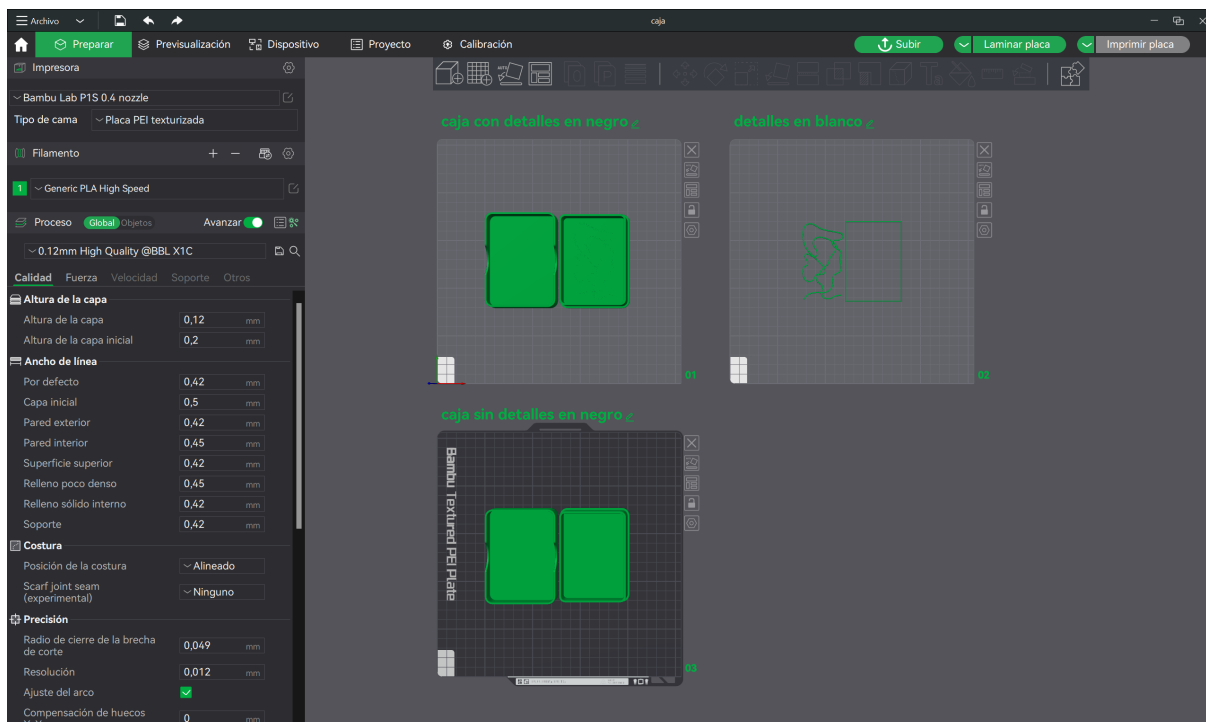 Archivo
caja
Preparar
Previsualización
Dispositivo
Proyecto
Calibración
Subir
Laminar placa
Imprimir placa
Impresora
Bambu Lab P1S 0.4 nozzle
Tipo de cama
Placa PEI texturizada
Filamento
1
Generic PLA High Speed
Proceso
Global
Objetos
Avanzar
0.12mm High Quality @BBL X1C
Calidad
Fuerza
Velocidad
Soporte
Otros
Altura de la capa
Altura de la capa 0,12 mm
Altura de la capa inicial 0,2 mm
Ancho de línea
Por defecto 0,42 mm
Capa inicial 0,5 mm
Pared exterior 0,42 mm
Pared interior 0,45 mm
Superficie superior 0,42 mm
Relleno poco denso 0,45 mm
Relleno sólido interno 0,42 mm
Soporte 0,42 mm
Costura
Posición de la costura Alineado
Scarf joint seam
(experimental) Ninguno
Precisión
Radio de cierre de la brecha
de corte 0,049 mm
Resolución 0,012 mm
Ajuste del arco
Compensación de huecos
0 mm
caja con detalles en negro
01
detalles en blanco
02
caja sin detalles en negro
Bambu Textured PEI Plate
03